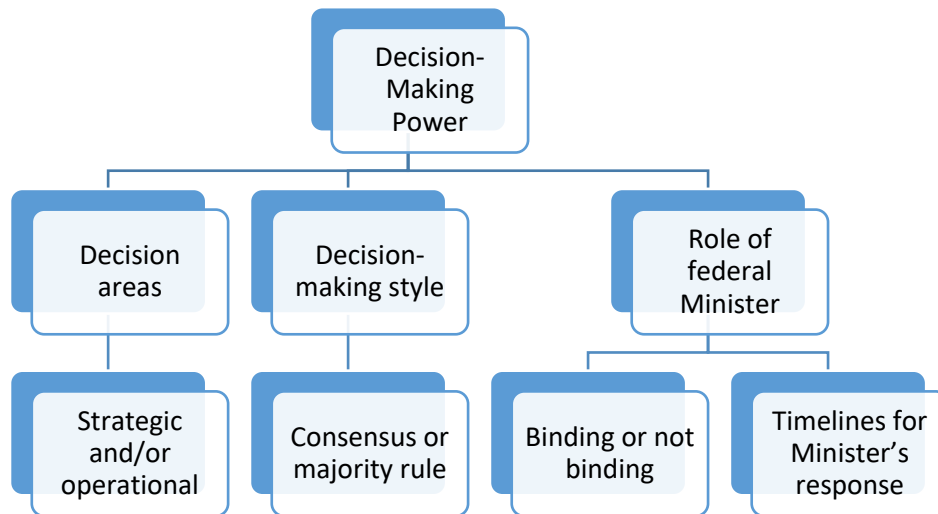 Decision-
Making
Power
Decision
areas
Decision-
making style
Role of
federal
Minister
Strategic
and/or
operational
Consensus or
majority rule
Binding or not
binding
Timelines for
Minister’s
response